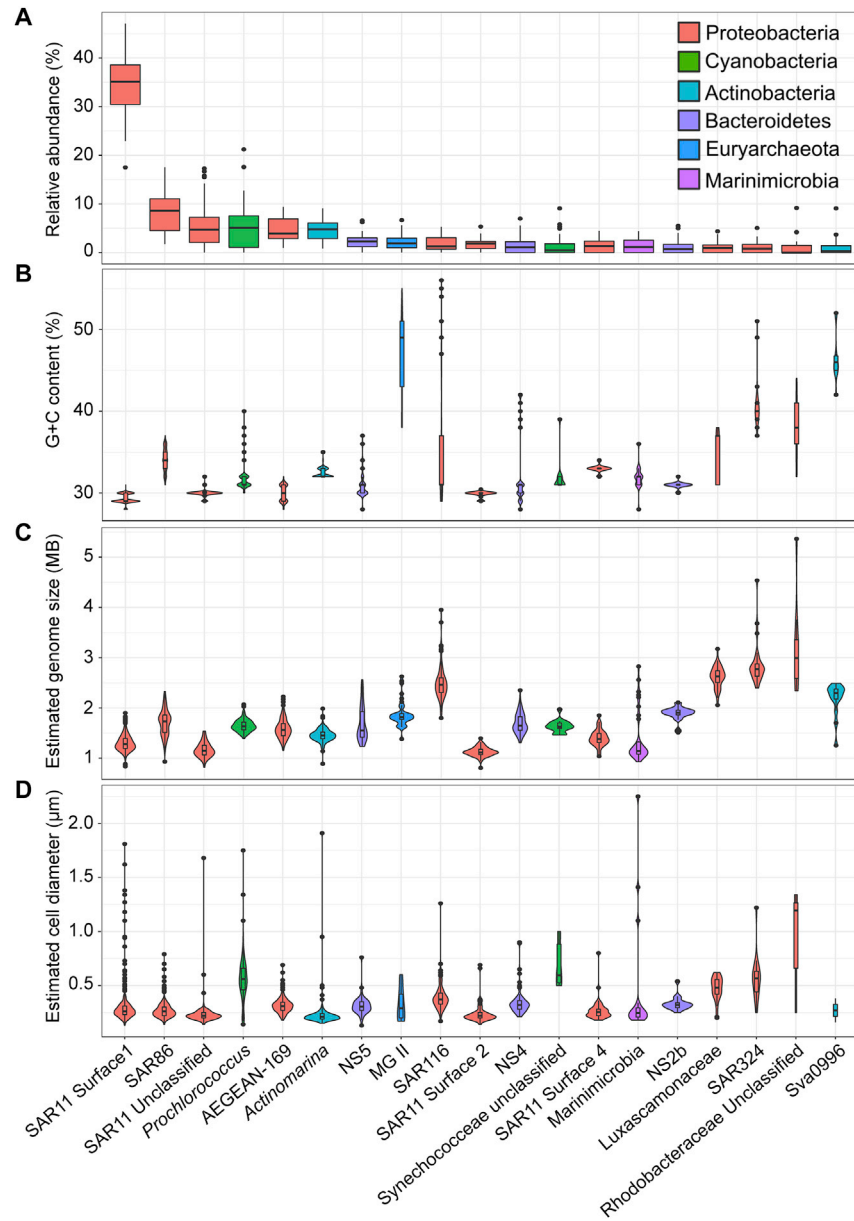 A
Relative abundance (%)
40
30
20
10
0
Proteobacteria
Cyanobacteria
Actinobacteria
Bacteroidetes
Euryarchaeota
Marinimicrobia
B
G+C content (%)
50
40
30
C
Estimated genome size (MB)
5
4
3
2
1
D
Estimated cell diameter (µm)
2.0
1.5
1.0
0.5
SAR11 Surface1
SAR86
SAR11 Unclassified
Prochlorococcus
AEGEAN-169
Actinomarina
NS5
MG II
SAR116
SAR11 Surface 2
NS4
Synechococceae unclassified
SAR11 Surface 4
Marinimicrobia
NS2b
Luxascamonaceae
SAR324
Rhodobacteraceae Unclassified
Sva0996